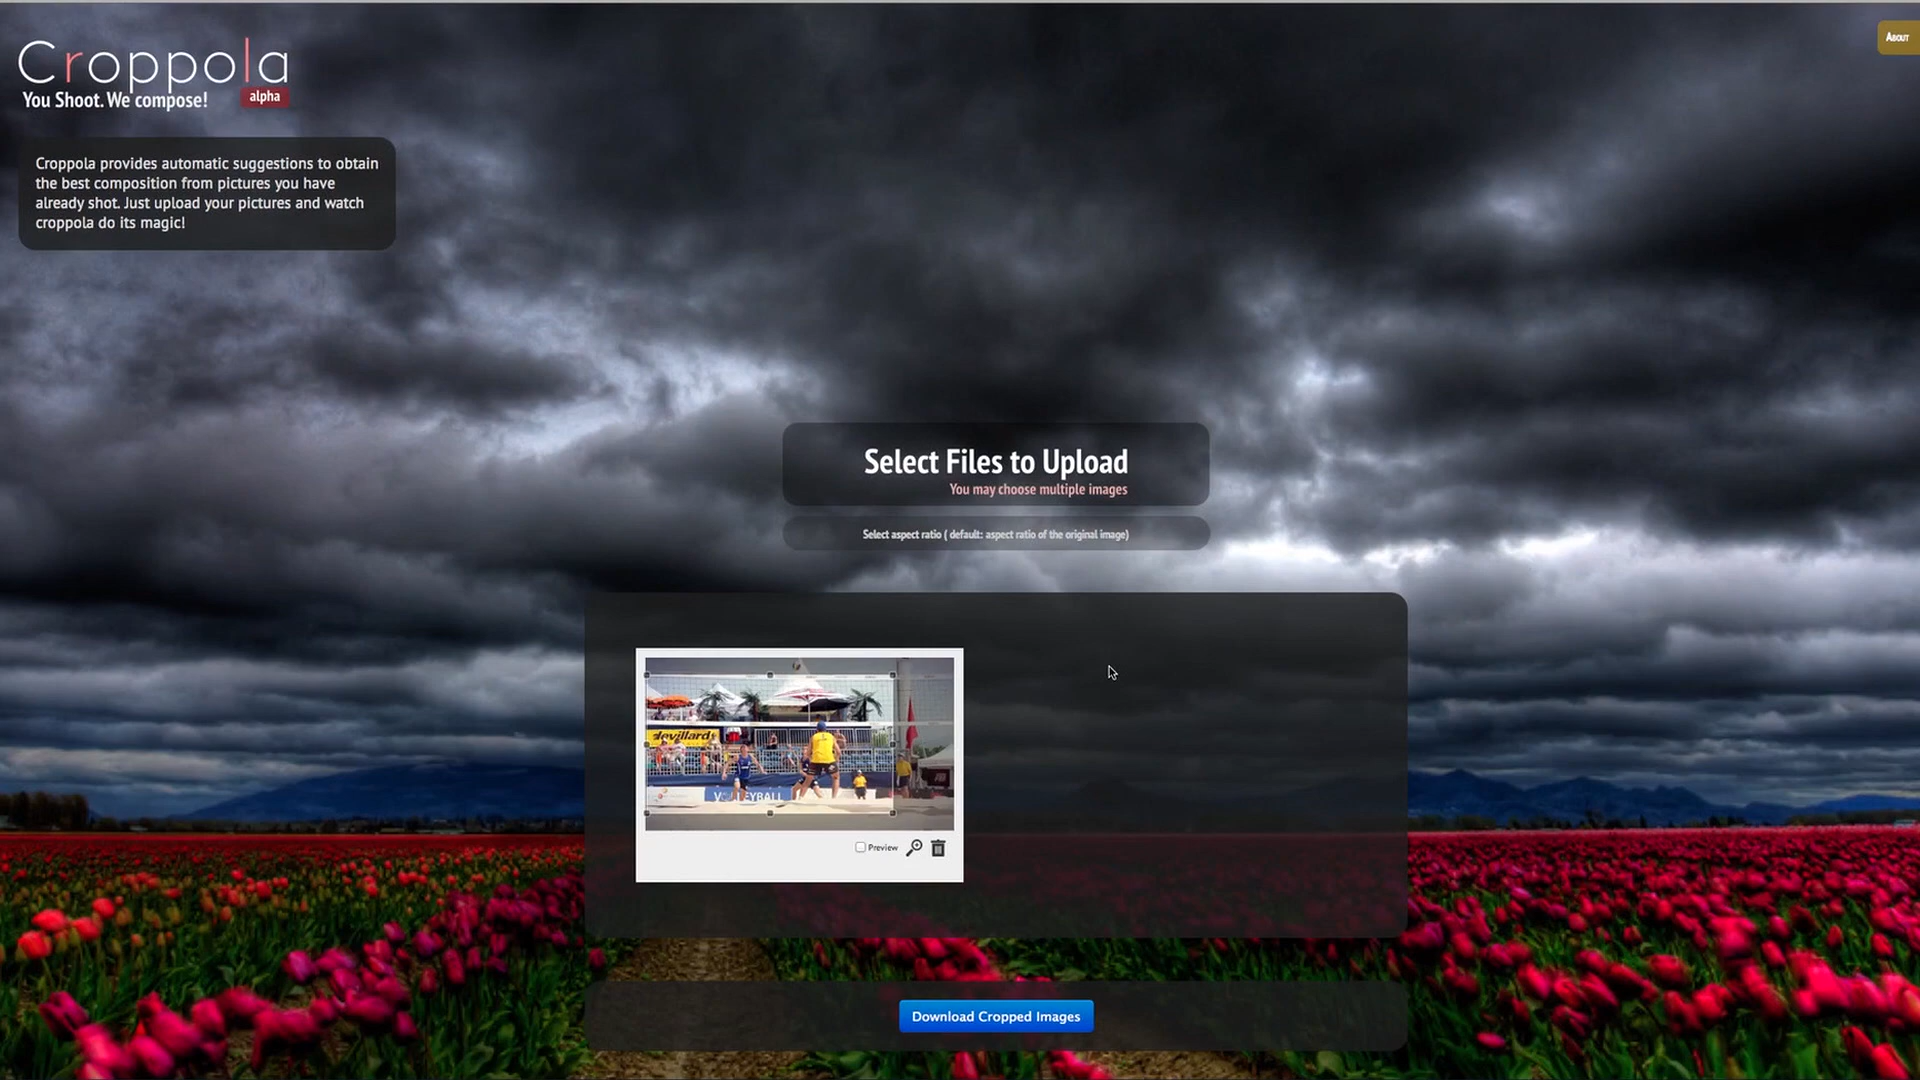 Croppola
You Shoot. We compose!
alpha
About
Croppola provides automatic suggestions to obtain
the best composition from pictures you have
already shot. Just upload your pictures and watch
croppola do its magic!
Select Files to Upload
You may choose multiple images
Select aspect ratio ( default: aspect ratio of the original image)
devillards
VOLLEYBALL
Preview
Download Cropped Images